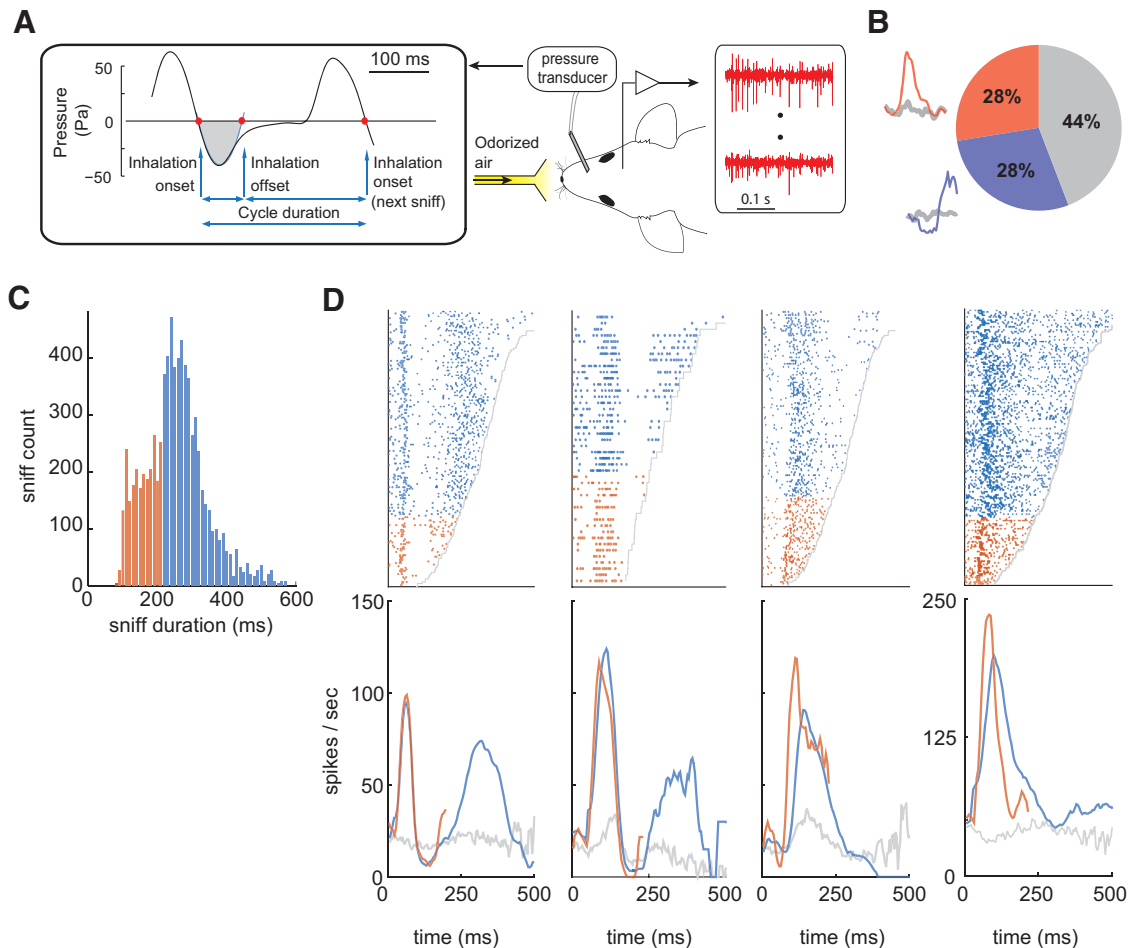 A
Pressure
(Pa)
50
0
−50
100 ms
Inhalation
onset
Inhalation
offset
Inhalation
onset
(next sniff)
Cycle duration
pressure
transducer
Odorized
air
0.1 s
B
28%
44%
28%
C
sniff count
400
300
200
100
0
0
200
400
600
sniff duration (ms)
D
spikes / sec
150
100
50
0
0
250
500
time (ms)
0
250
500
time (ms)
0
250
500
time (ms)
250
125
0
0
250
500
time (ms)